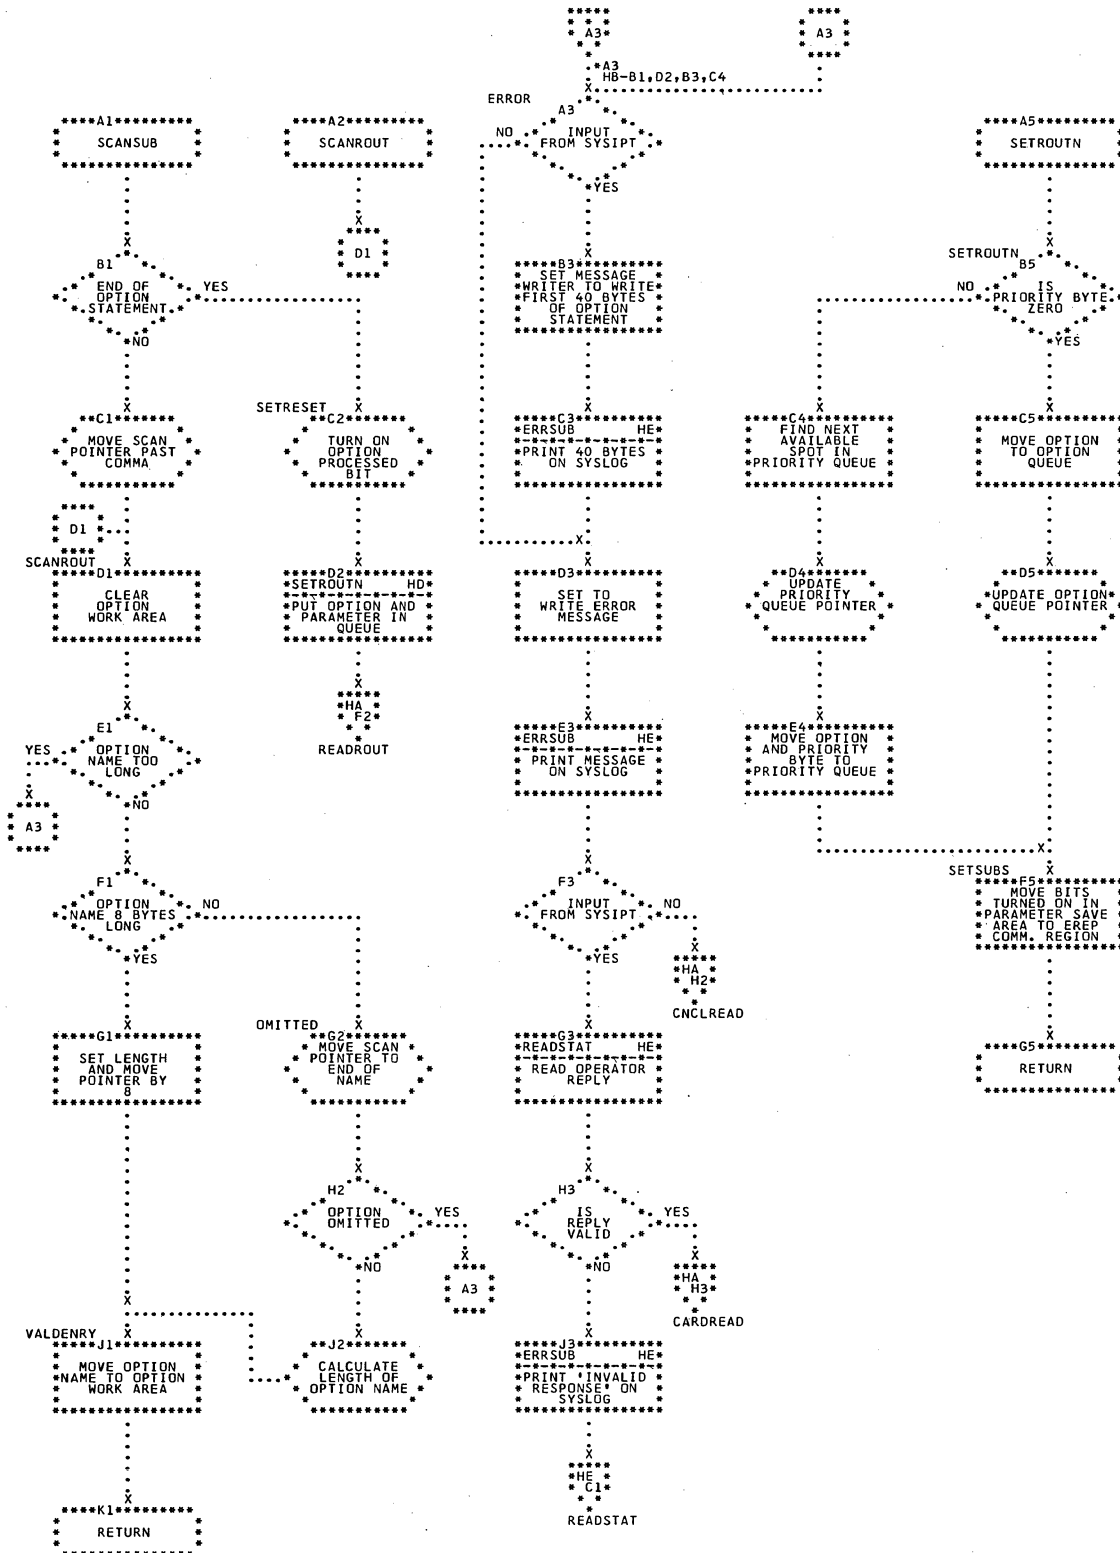 A3
A3
A3
HB-B1,D2,B3,C4
ERROR
A3
INPUT
FROM SYSIPT
NO
YES
A1
SCANSUB
A2
SCANROUT
D1
A5
SETROUTN
B1
END OF
OPTION
STATEMENT
YES
NO
B3
SET MESSAGE
WRITER TO WRITE
FIRST 40 BYTES
OF OPTION
STATEMENT
SETROUTN
B5
IS
PRIORITY BYTE
ZERO
NO
YES
C1
MOVE SCAN
POINTER PAST
COMMA
SETRESET
C2
TURN ON
OPTION
PROCESSED
BIT
C3
ERRSUB HE
PRINT 40 BYTES
ON SYSLOG
C4
FIND NEXT
AVAILABLE
SPOT IN
PRIORITY QUEUE
C5
MOVE OPTION
TO OPTION
QUEUE
D1
SCANROUT
D1
CLEAR
OPTION
WORK AREA
D2
SETROUTN HD
PUT OPTION AND
PARAMETER IN
QUEUE
D3
SET TO
WRITE ERROR
MESSAGE
D4
UPDATE
PRIORITY
QUEUE POINTER
D5
UPDATE OPTION
QUEUE POINTER
HA
F2
READROUT
E1
OPTION
NAME TOO
LONG
YES
NO
A3
E3
ERRSUB HE
PRINT MESSAGE
ON SYSLOG
E4
MOVE OPTION
AND PRIORITY
BYTE TO
PRIORITY QUEUE
F1
OPTION
NAME 8 BYTES
LONG
NO
YES
F3
INPUT
FROM SYSIPT
NO
YES
HA
H2
CNCLREAD
SETSUBS
F5
MOVE BITS
TURNED ON IN
PARAMETER SAVE
AREA TO EREP
COMM. REGION
G1
SET LENGTH
AND MOVE
POINTER BY
8
OMITTED
G2
MOVE SCAN
POINTER TO
END OF
NAME
G3
READSTAT HE
READ OPERATOR
REPLY
G5
RETURN
H2
OPTION
OMITTED
YES
NO
A3
H3
IS
REPLY
VALID
YES
NO
HA
H3
CARDREAD
VALDENRY
J1
MOVE OPTION
NAME TO OPTION
WORK AREA
J2
CALCULATE
LENGTH OF
OPTION NAME
J3
ERRSUB HE
PRINT 'INVALID
RESPONSE' ON
SYSLOG
HE
C1
READSTAT
K1
RETURN